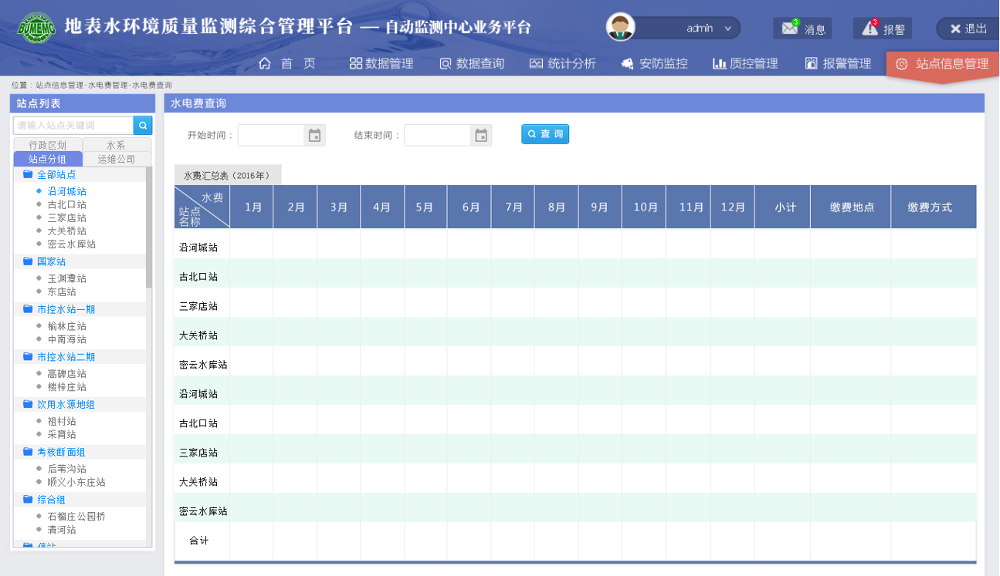 BJMEMC 地表水环境质量监测综合管理平台 — 自动监测中心业务平台
admin
3 消息
3 报警
退出
首 页 数据管理 数据查询 统计分析 安防监控 质控管理 报警管理 站点信息管理
位置：站点信息管理-水电费管理-水电费查询
站点列表
请输入站点关键词
行政区划 水系
站点分组 运维公司
全部站点
沿河城站
古北口站
三家店站
大关桥站
密云水库站
国家站
玉渊潭站
东店站
市控水站一期
榆林庄站
中南海站
市控水站二期
高碑店站
楼梓庄站
饮用水源地组
祖村站
采育站
考核断面组
后苇沟站
顺义小东庄站
综合组
石榴庄公园桥
清河站
水电费查询
开始时间： 结束时间： 查 询
水费汇总表（2016年）
水费 站点名称 1月 2月 3月 4月 5月 6月 7月 8月 9月 10月 11月 12月 小计 缴费地点 缴费方式
沿河城站
古北口站
三家店站
大关桥站
密云水库站
沿河城站
古北口站
三家店站
大关桥站
密云水库站
合计